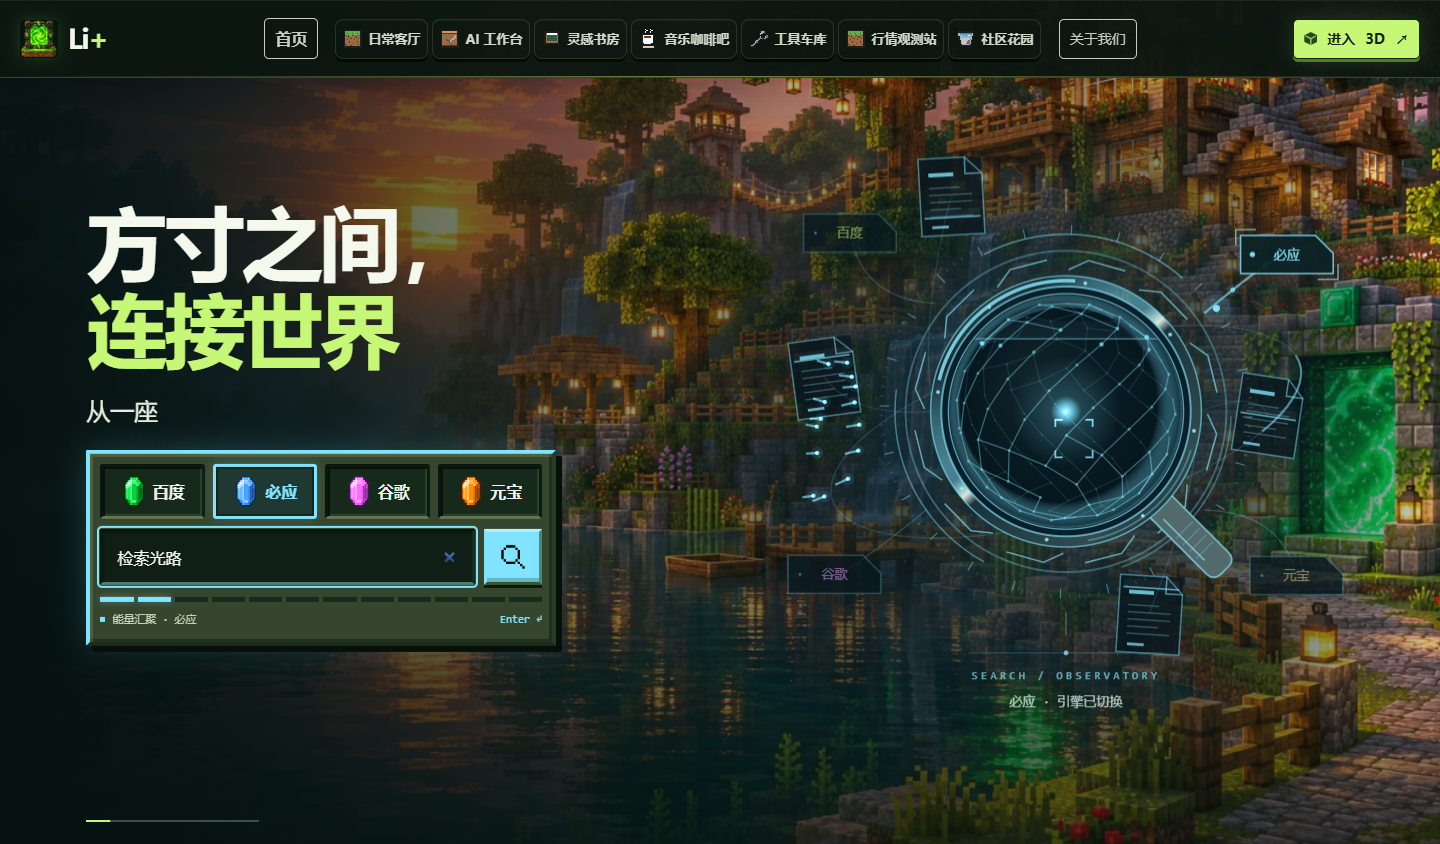 Li+
首页
日常客厅
AI 工作台
灵感书房
音乐咖啡吧
工具车库
行情观测站
社区花园
关于我们
进入 3D ↗
方寸之间，
连接世界
从一座
百度
必应
谷歌
元宝
检索光路
×
能量汇聚 · 必应
Enter ↵
百度
必应
谷歌
元宝
SEARCH / OBSERVATORY
必应 · 引擎已切换